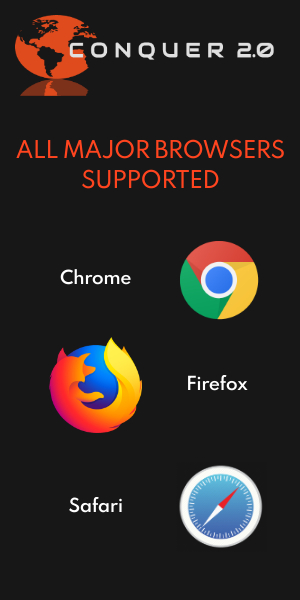 CONQUER 2.0
ALL MAJOR BROWSERS
SUPPORTED
Chrome
Firefox
Safari